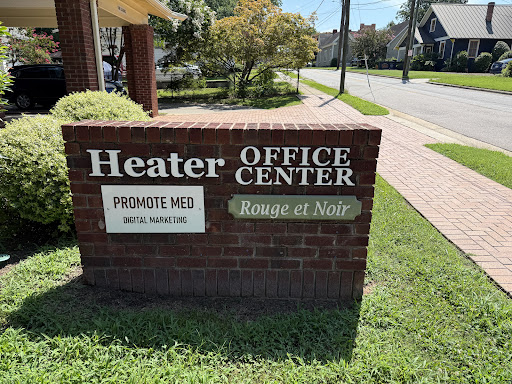 Heater OFFICE
CENTER
PROMOTE MED
DIGITAL MARKETING
Rouge et Noir